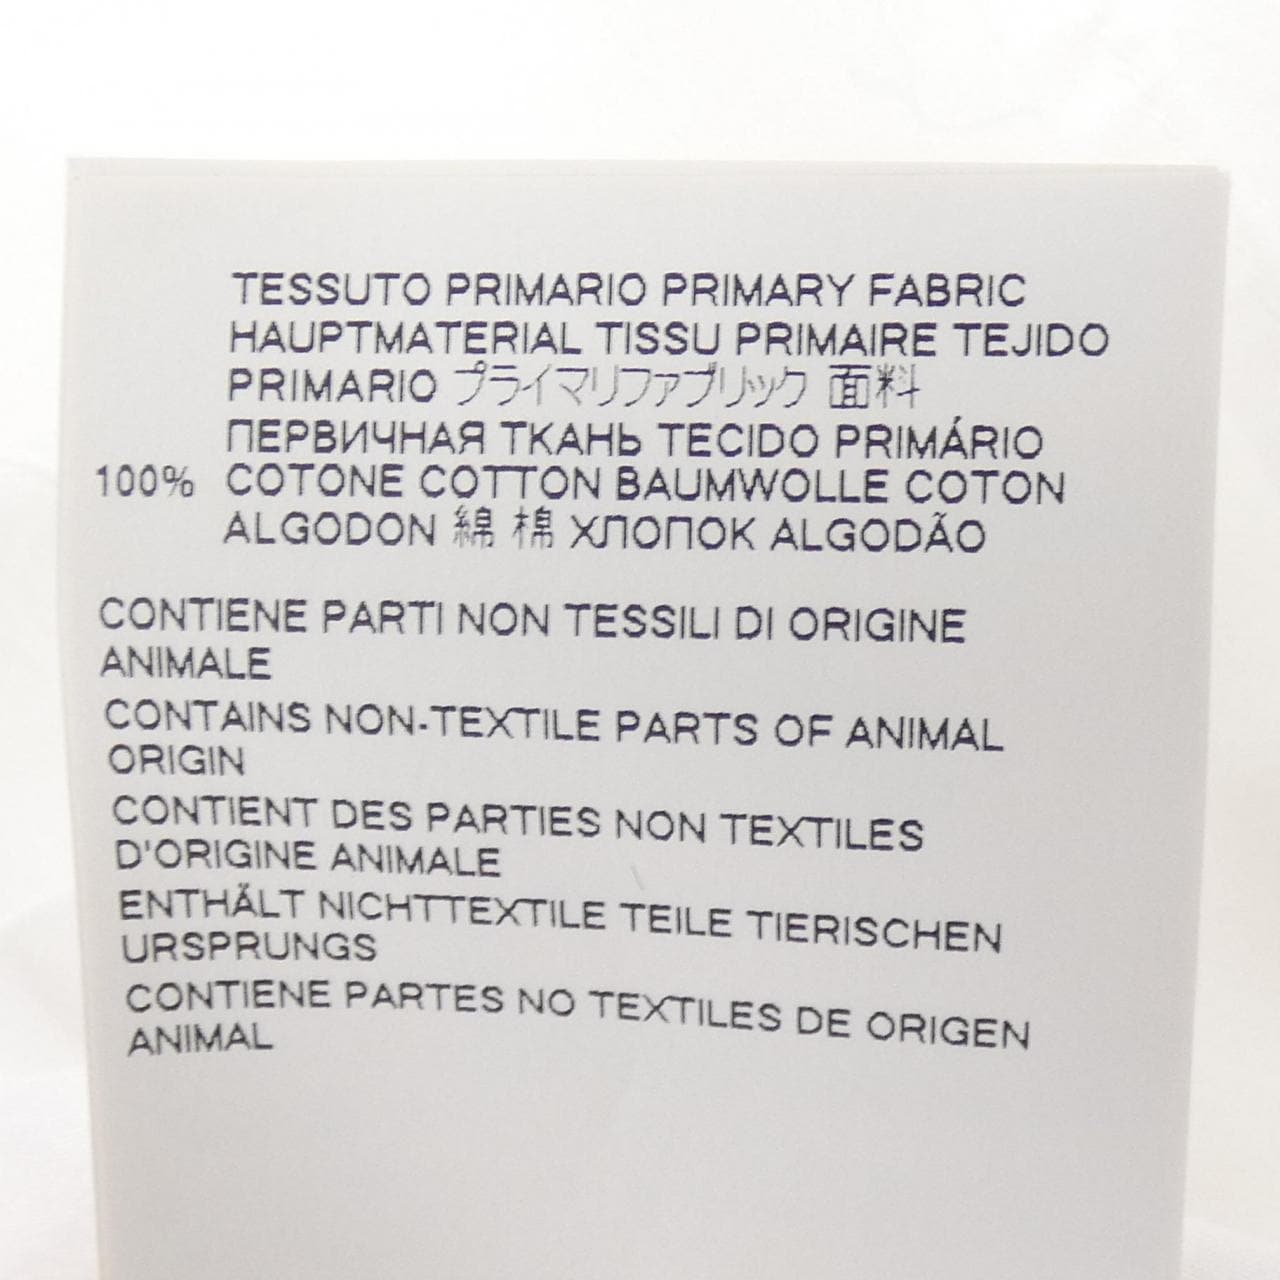 TESSUTO PRIMARIO PRIMARY FABRIC
HAUPTMATERIAL TISSU PRIMAIRE TEJIDO
PRIMARIO プライマリファブリック 面料
ПЕРВИЧНАЯ ТКАНЬ TECIDO PRIMÁRIO
100% COTONE COTTON BAUMWOLLE COTON
ALGODON 綿 棉 ХЛОПОК ALGODÃO
CONTIENE PARTI NON TESSILI DI ORIGINE
ANIMALE
CONTAINS NON-TEXTILE PARTS OF ANIMAL
ORIGIN
CONTIENT DES PARTIES NON TEXTILES
D'ORIGINE ANIMALE
ENTHÄLT NICHTTEXTILE TEILE TIERISCHEN
URSPRUNGS
CONTIENE PARTES NO TEXTILES DE ORIGEN
ANIMAL